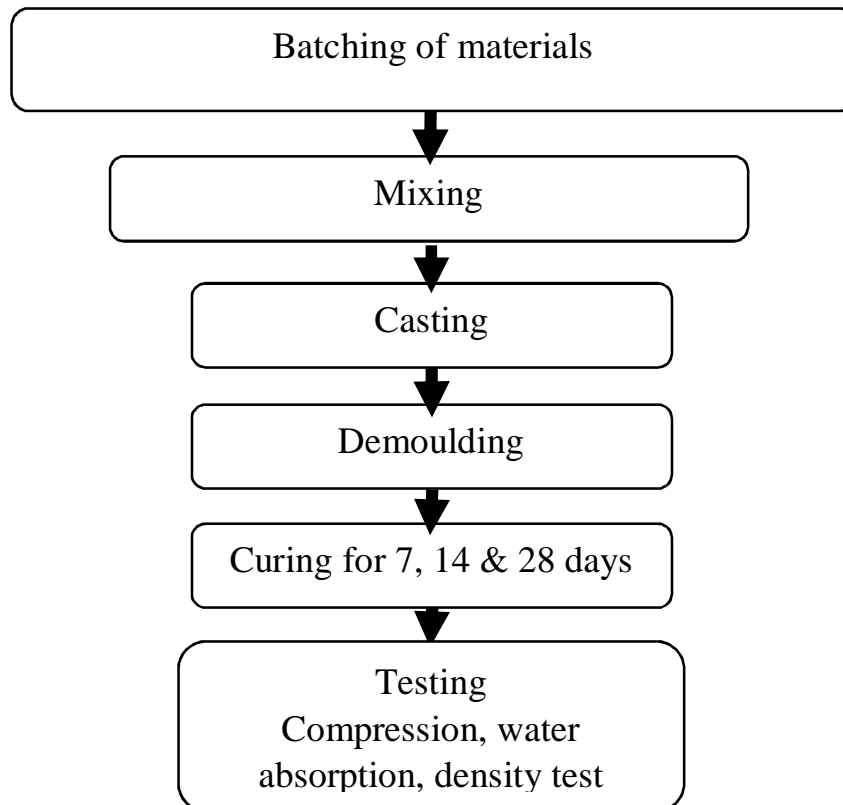 Batching of materials
Mixing
Casting
Demoulding
Curing for 7, 14 & 28 days
Testing
Compression, water
absorption, density test